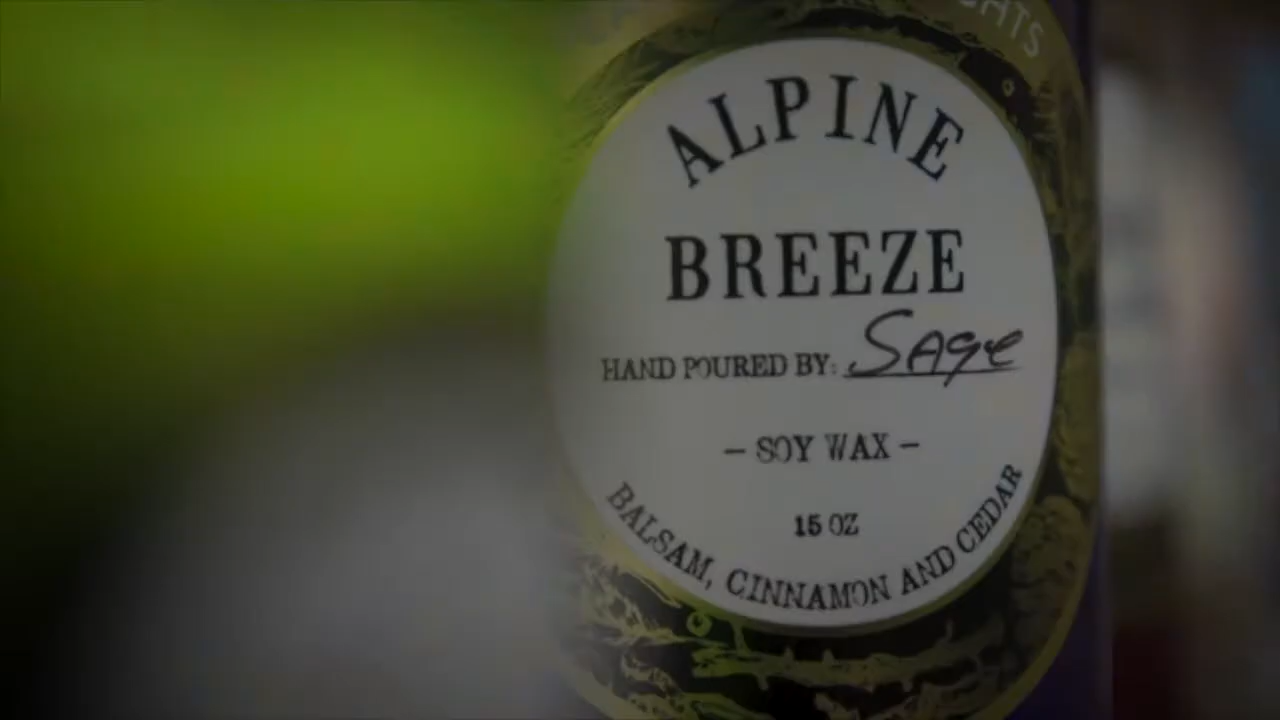 ALPINE
BREEZE
HAND POURED BY: Sage
– SOY WAX –
15 OZ
BALSAM, CINNAMON AND CEDAR